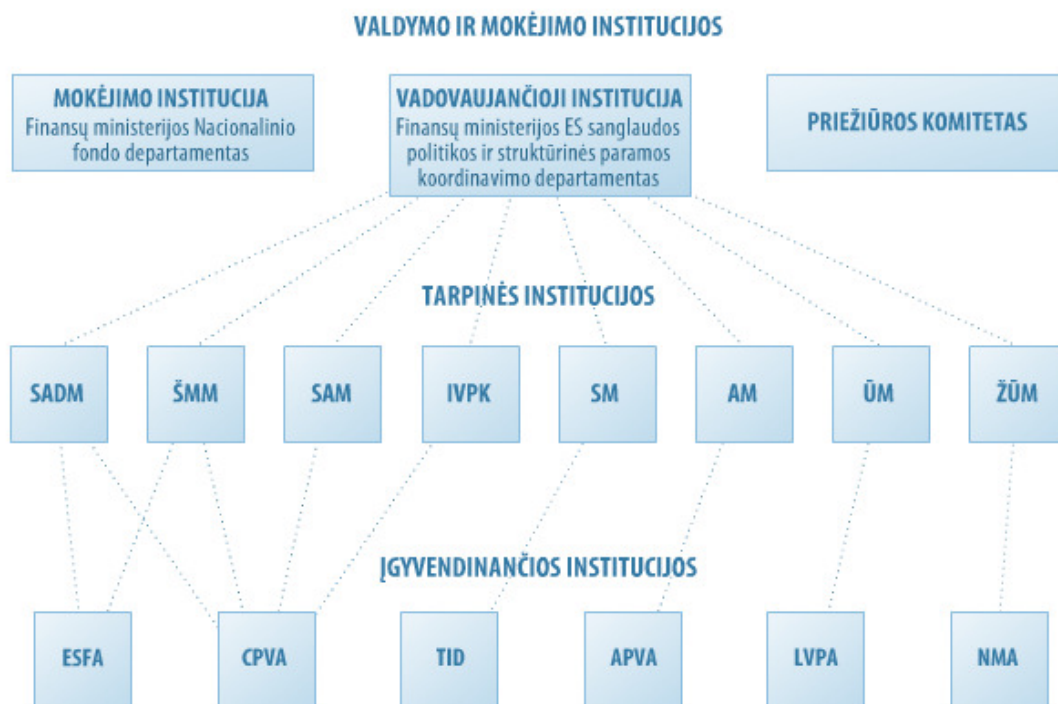 VALDYMO IR MOKĖJIMO INSTITUCIJOS
MOKĖJIMO INSTITUCIJA
Finansų ministerijos Nacionalinio
fondo departamentas
VADOVAUJANČIOJI INSTITUCIJA
Finansų ministerijos ES sanglaudos
politikos ir struktūrinės paramos
koordinavimo departamentas
PRIEŽIŪROS KOMITETAS
TARPINĖS INSTITUCIJOS
SADM
ŠMM
SAM
IVPK
SM
AM
ŪM
ŽŪM
ĮGYVENDINANČIOS INSTITUCIJOS
ESFA
CPVA
TID
APVA
LVPA
NMA